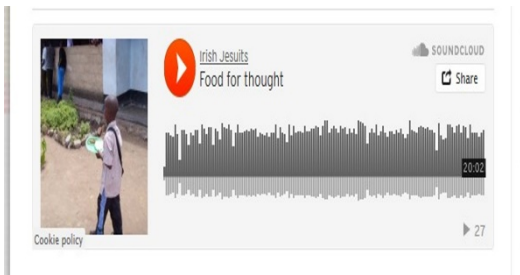 Irish Jesuits
Food for thought
SOUNDCLOUD
Share
20:02
27
Cookie policy